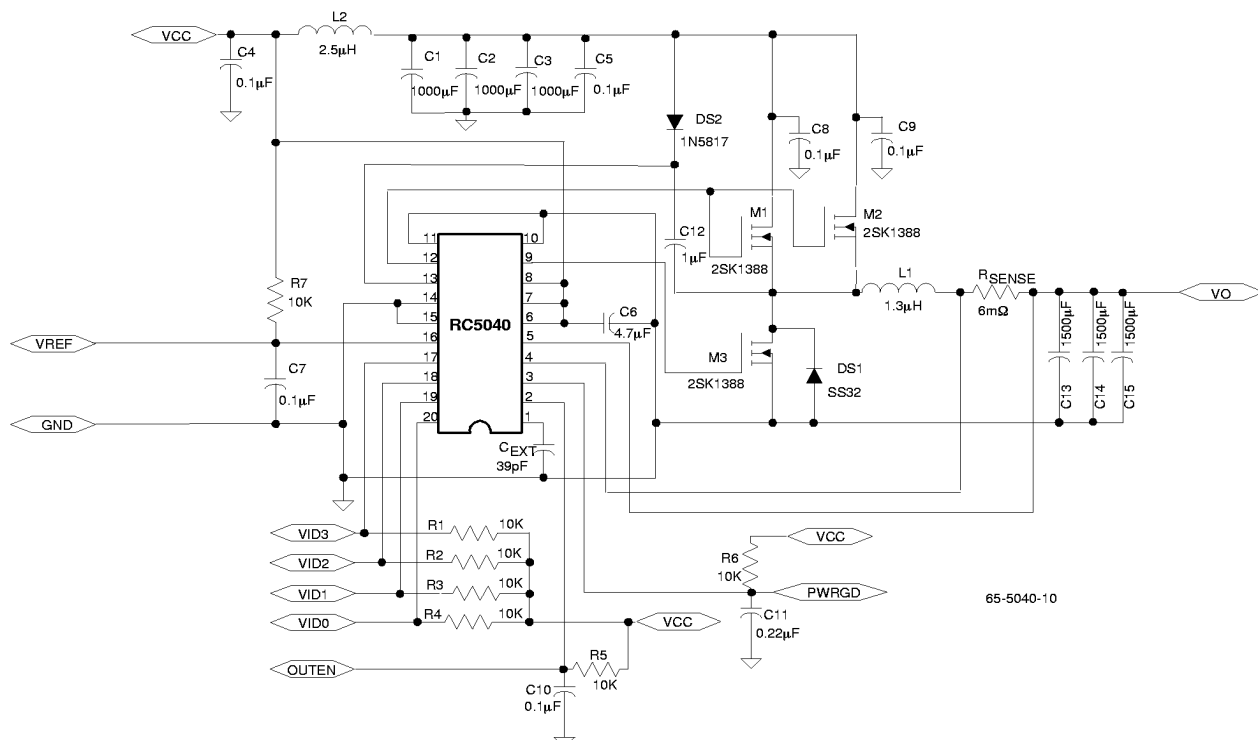 L2
VCC
2.5µH
C4
0.1µF
C1
1000µF
C2
1000µF
C3
1000µF
C5
0.1µF
DS2
1N5817
C8
0.1µF
C9
0.1µF
C12
1µF
M1
2SK1388
M2
2SK1388
R7
10K
11
12
13
14
15
16
17
18
19
20
RC5040
10
9
8
7
6
5
4
3
2
1
C6
4.7µF
L1
1.3µH
RSENSE
6mΩ
VO
1500µF
1500µF
1500µF
C13
C14
C15
M3
2SK1388
DS1
SS32
VREF
C7
0.1µF
GND
CEXT
39pF
VID3
R1
10K
VID2
R2
10K
VID1
R3
10K
VID0
R4
10K
VCC
OUTEN
R5
10K
C10
0.1µF
VCC
R6
10K
PWRGD
C11
0.22µF
65-5040-10